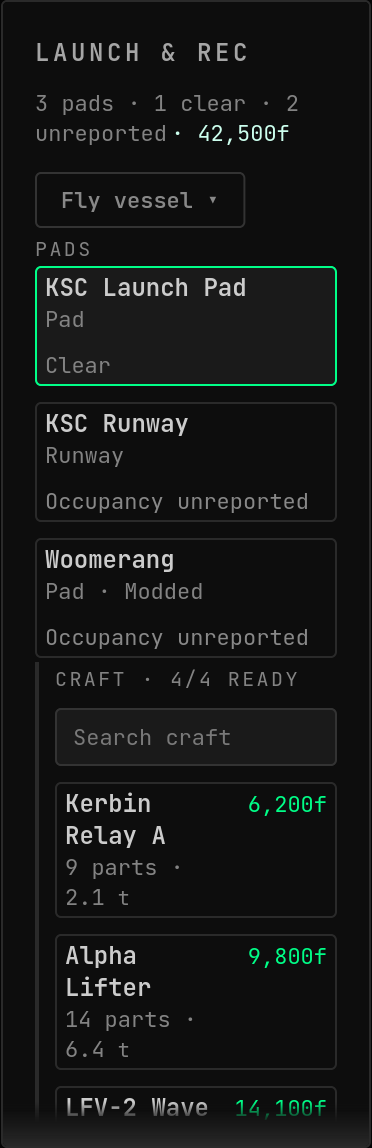 LAUNCH & REC
3 pads · 1 clear · 2
unreported · 42,500f
Fly vessel ▾
PADS
KSC Launch Pad
Pad
Clear
KSC Runway
Runway
Occupancy unreported
Woomerang
Pad · Modded
Occupancy unreported
CRAFT · 4/4 READY
Search craft
Kerbin 6,200f
Relay A
9 parts ·
2.1 t
Alpha 9,800f
Lifter
14 parts ·
6.4 t
LFV-2 Wave 14,100f